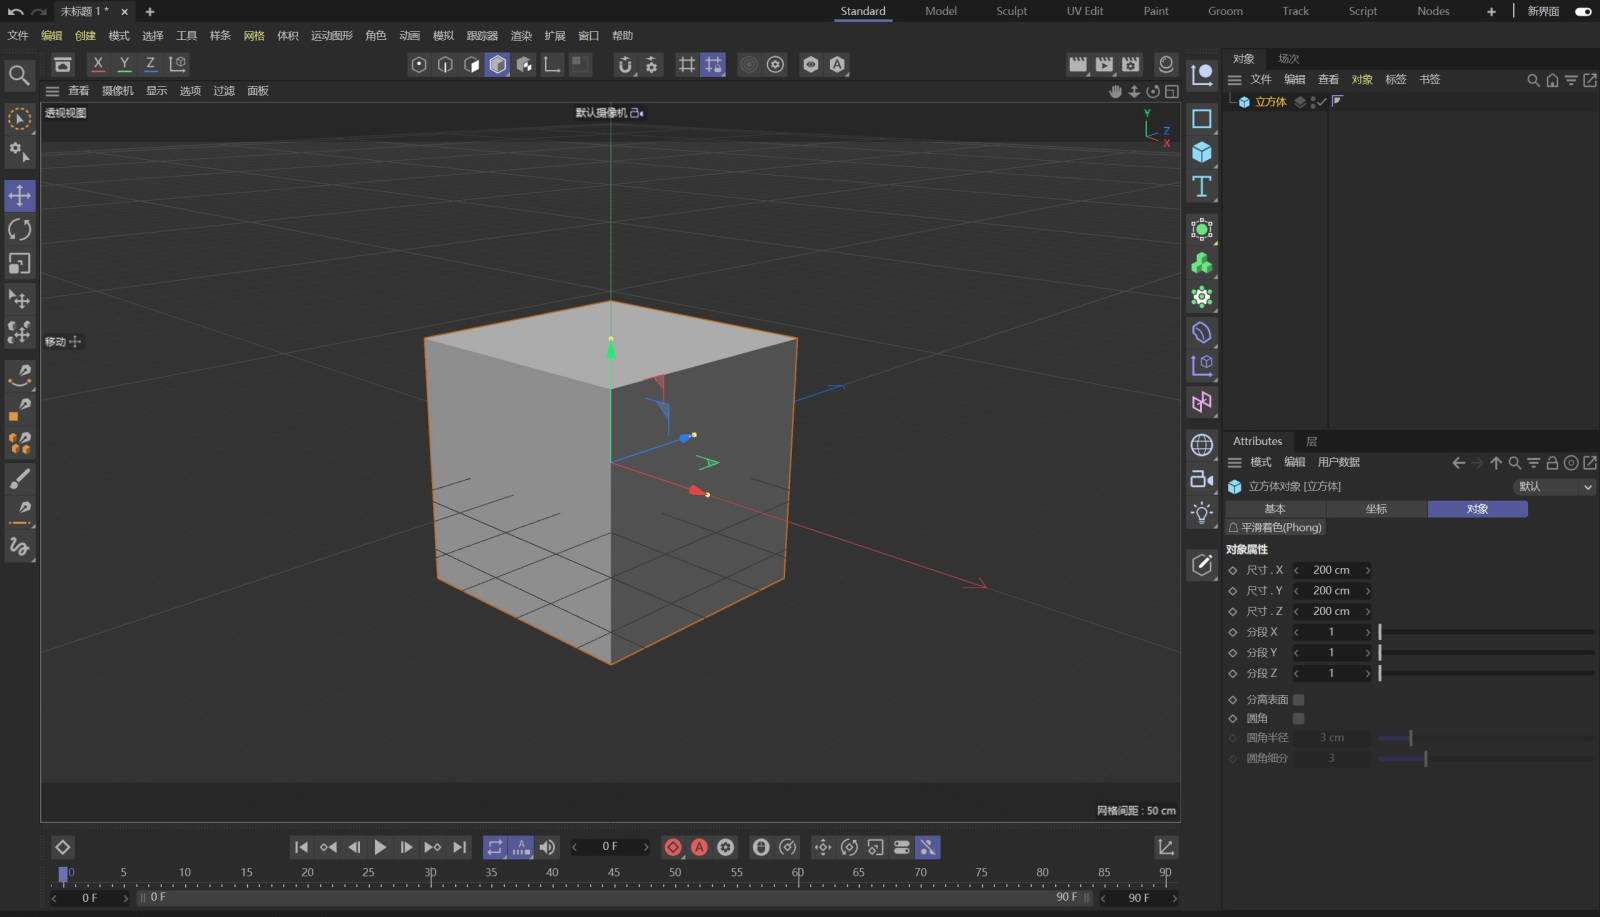 未标题 1 *
Standard
Model
Sculpt
UV Edit
Paint
Groom
Track
Script
Nodes
新界面
文件 编辑 创建 模式 选择 工具 样条 网格 体积 运动图形 角色 动画 模拟 跟踪器 渲染 扩展 窗口 帮助
X Y Z
查看 摄像机 显示 选项 过滤 面板
透视视图
默认摄像机
Y
Z
X
移动
网格间距 : 50 cm
对象 场次
文件 编辑 查看 对象 标签 书签
立方体
Attributes 层
模式 编辑 用户数据
立方体对象 [立方体]
默认
基本 坐标 对象
平滑着色(Phong)
对象属性
尺寸 . X 200 cm
尺寸 . Y 200 cm
尺寸 . Z 200 cm
分段 X 1
分段 Y 1
分段 Z 1
分离表面
圆角
圆角半径 3 cm
圆角细分 3
0 F
0 5 10 15 20 25 30 35 40 45 50 55 60 65 70 75 80 85 90
0 F 0 F 90 F 90 F